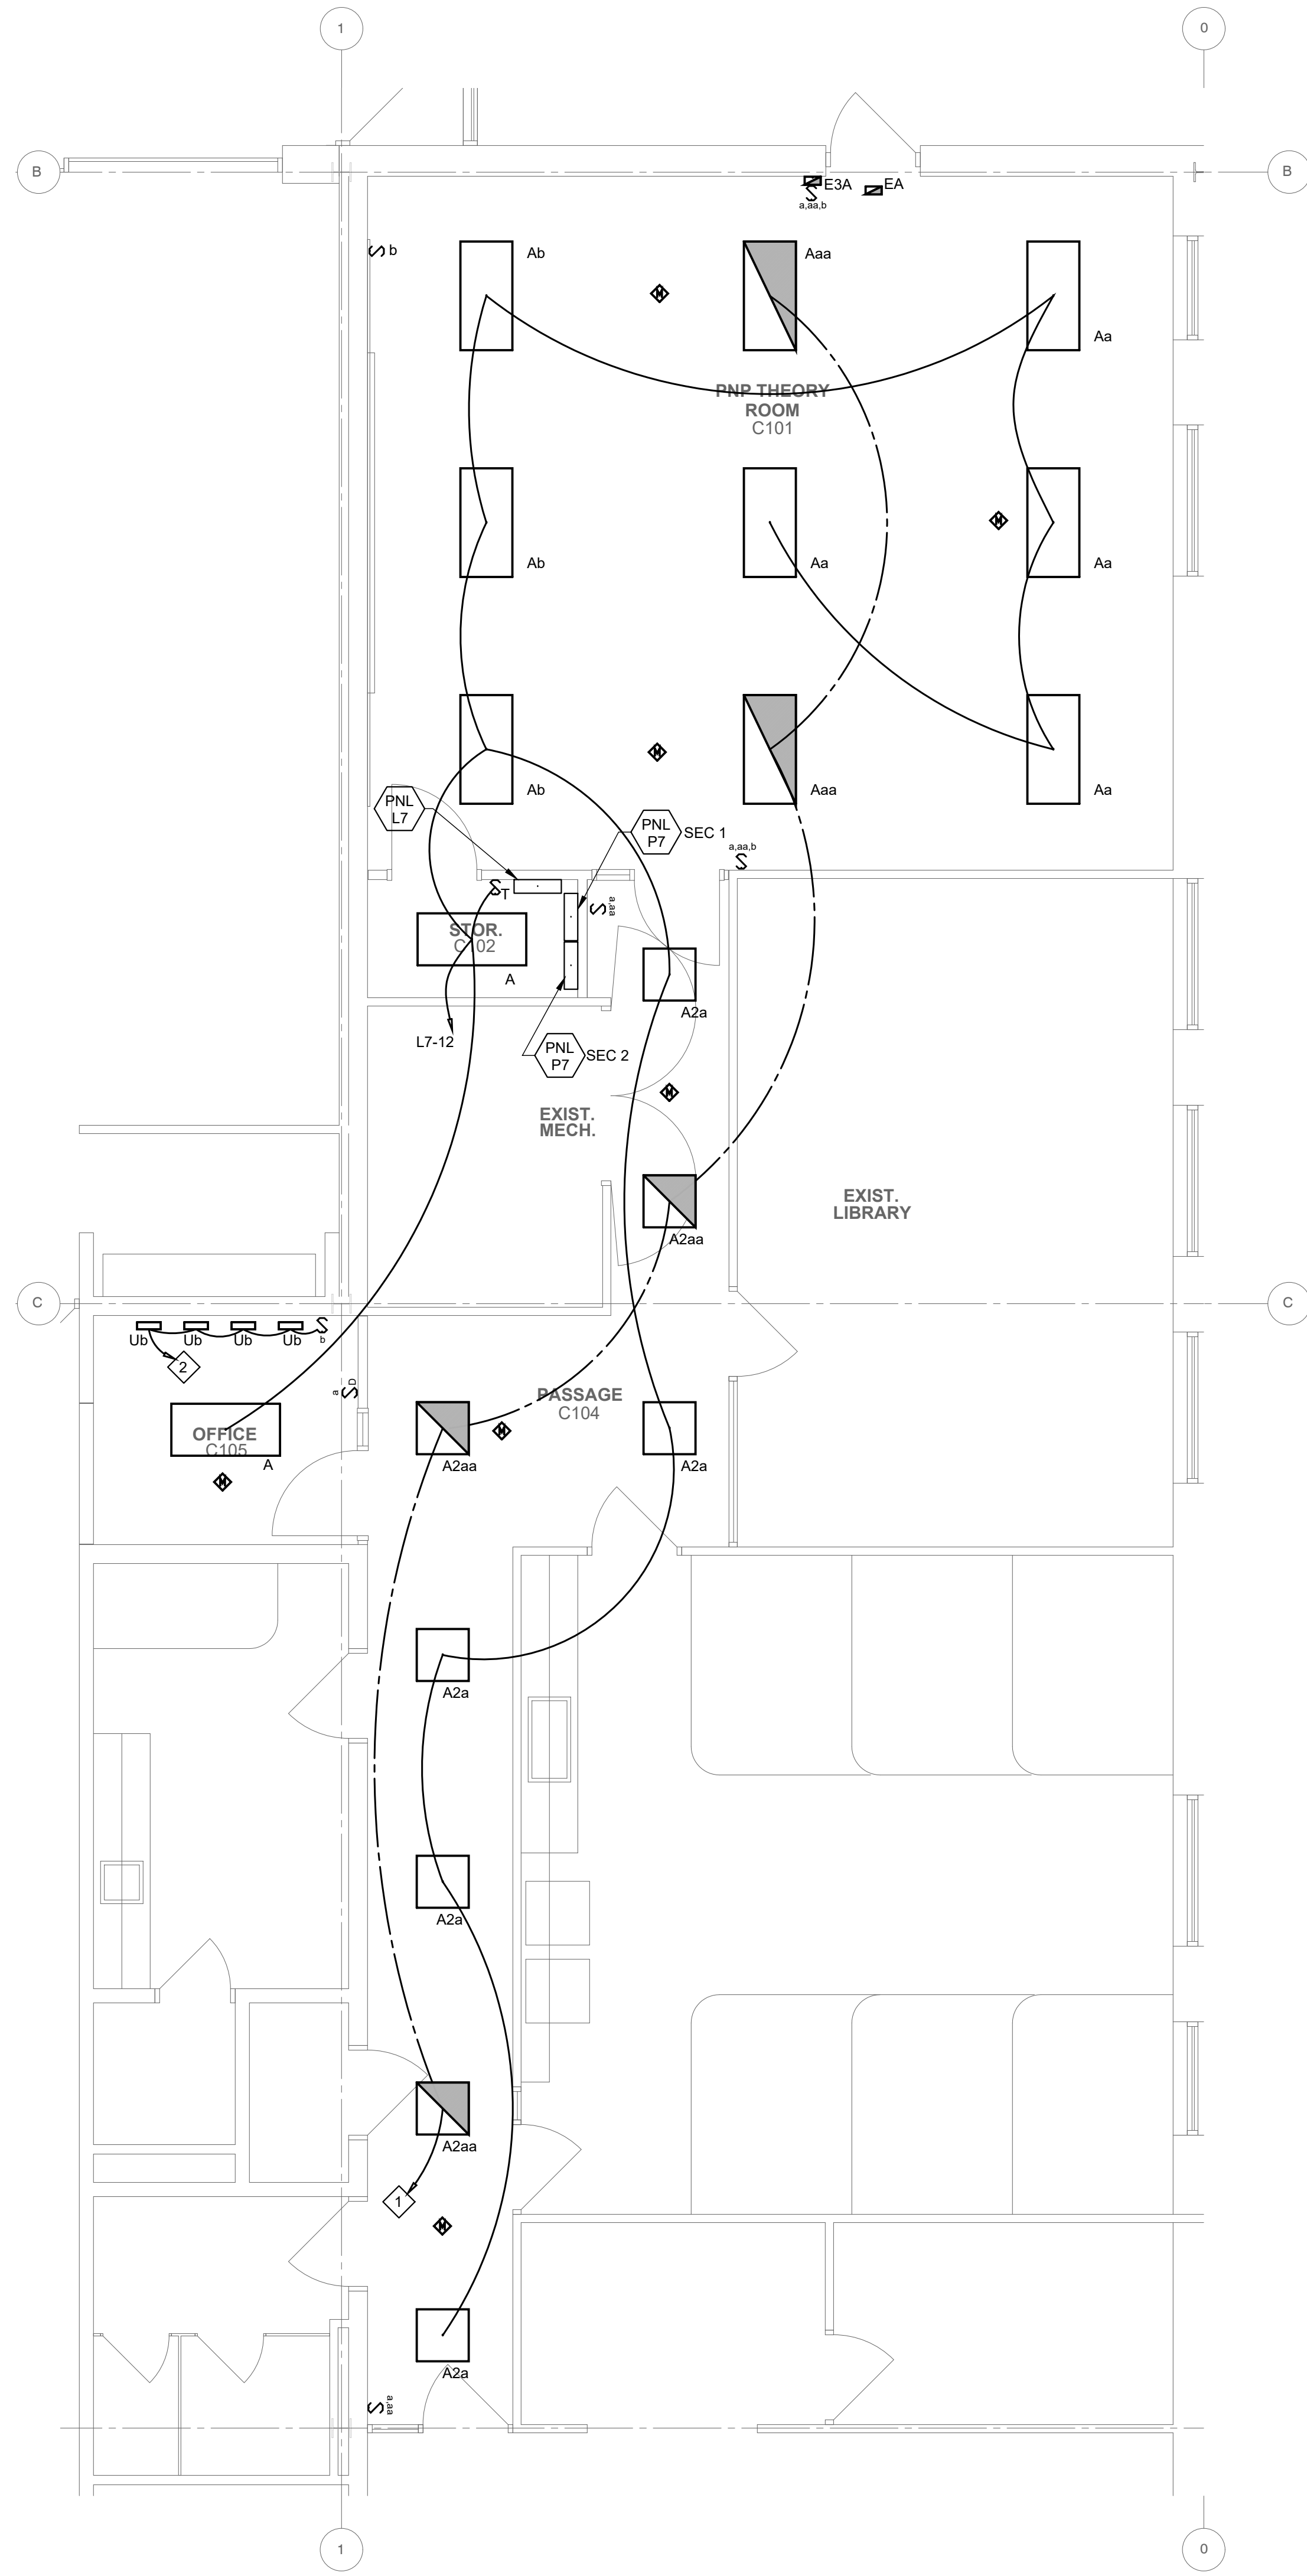 1
0
B
B
E3A
EA
a,aa,b
b
Ab
Aaa
Aa
PNP THEORY
ROOM
C101
Ab
Aa
Aa
Ab
Aaa
Aa
PNL
L7
PNL
P7
SEC 1
a,aa,b
T
a,aa
STOR.
C102
A
A2a
L7-12
PNL
P7
SEC 2
EXIST.
MECH.
EXIST.
LIBRARY
A2aa
C
C
Ub
Ub
Ub
Ub
b
2
a
D
PASSAGE
C104
OFFICE
C105
A
A2aa
A2a
A2a
A2a
A2aa
1
A2a
a,aa
1
0
M
M
M
M
M
M
M